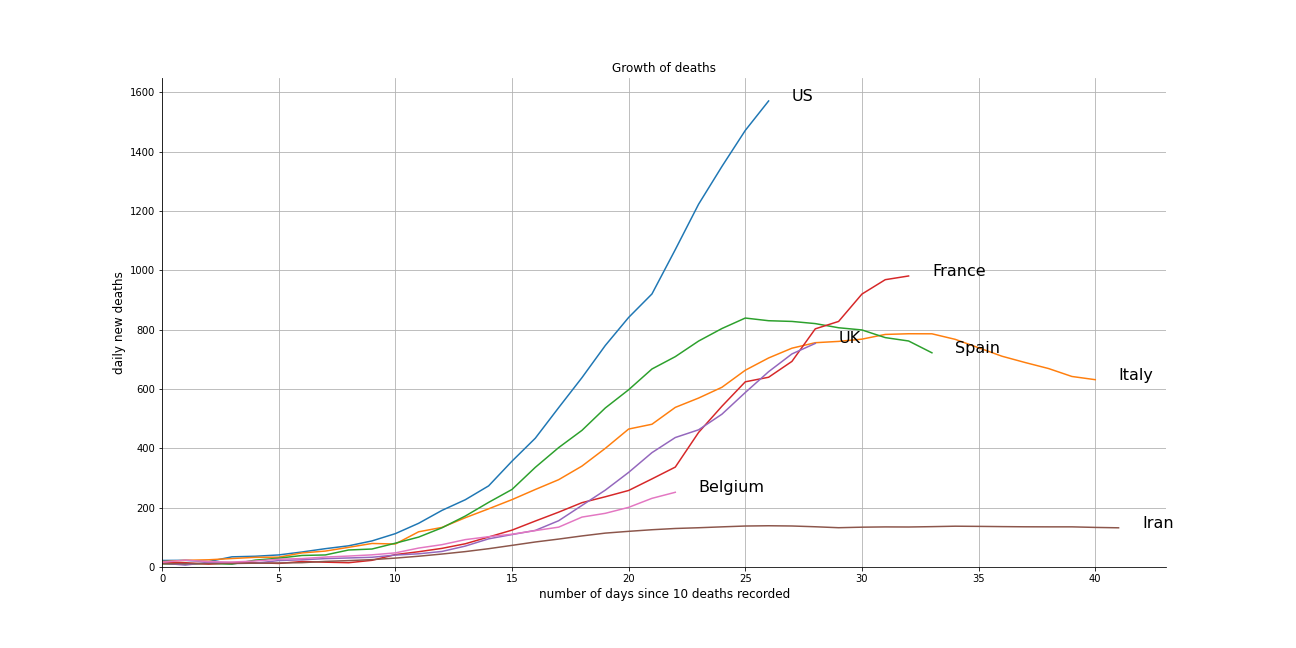 Growth of deaths
1600
1400
1200
1000
800
600
400
200
0
daily new deaths
US
France
UK
Spain
Italy
Belgium
Iran
0 5 10 15 20 25 30 35 40
number of days since 10 deaths recorded